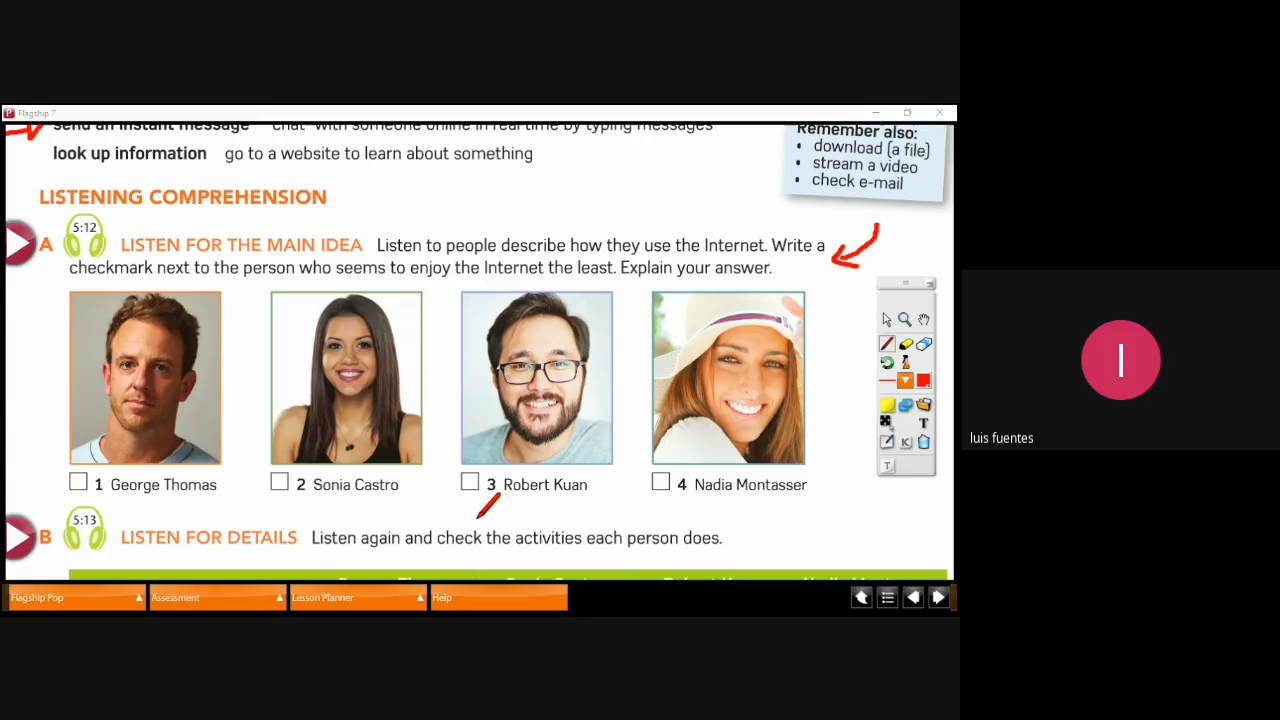 Flagship 7
send an instant message "chat" with someone online in real time by typing messages
look up information go to a website to learn about something
Remember also:
• download (a file)
• stream a video
• check e-mail
LISTENING COMPREHENSION
A 5:12 LISTEN FOR THE MAIN IDEA Listen to people describe how they use the Internet. Write a
checkmark next to the person who seems to enjoy the Internet the least. Explain your answer.
1 George Thomas
2 Sonia Castro
3 Robert Kuan
4 Nadia Montasser
B 5:13 LISTEN FOR DETAILS Listen again and check the activities each person does.
Flagship Pop
Assessment
Lesson Planner
Help
T
K
T
l
luis fuentes